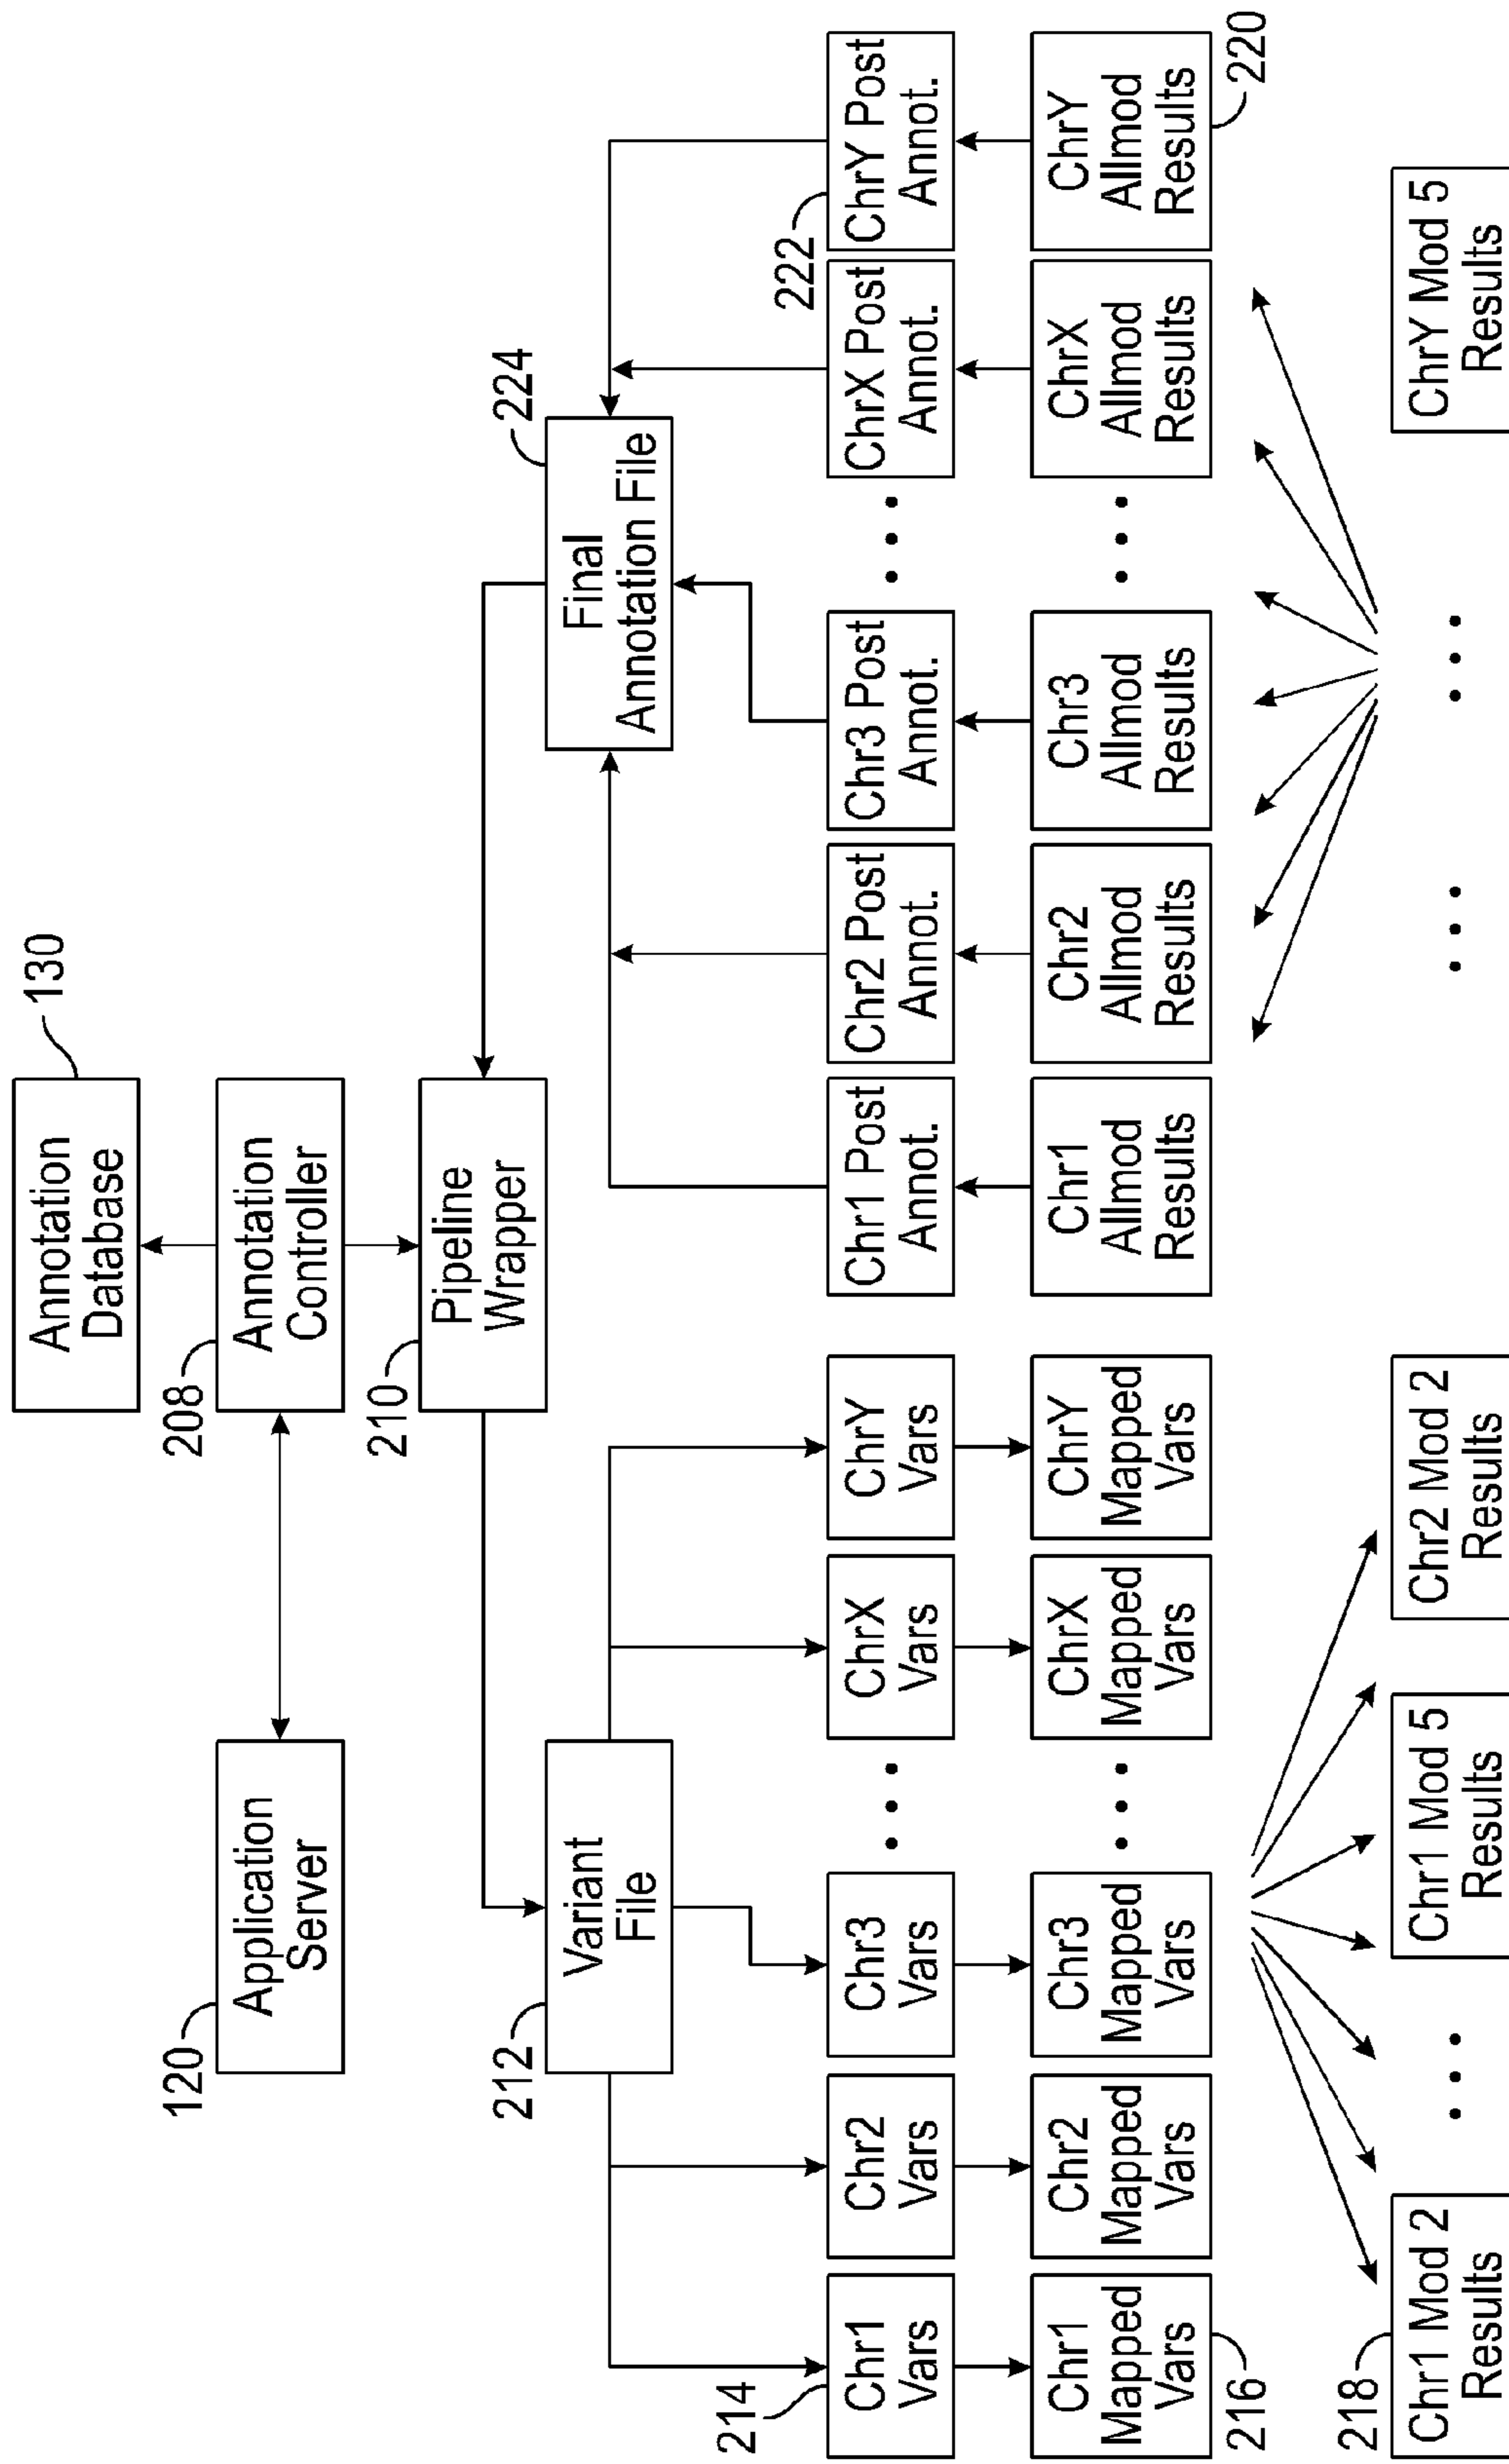 Annotation
Database
130
120
Application
Server
208
Annotation
Controller
210
Pipeline
Wrapper
212
Variant
File
Final
Annotation File
224
214
Chr1
Vars
Chr2
Vars
Chr3
Vars
• • •
ChrX
Vars
ChrY
Vars
Chr1 Post
Annot.
Chr2 Post
Annot.
Chr3 Post
Annot.
• • •
ChrX Post
Annot.
222
ChrY Post
Annot.
Chr1
Mapped
Vars
Chr2
Mapped
Vars
Chr3
Mapped
Vars
• • •
ChrX
Mapped
Vars
ChrY
Mapped
Vars
Chr1
Allmod
Results
Chr2
Allmod
Results
Chr3
Allmod
Results
• • •
ChrX
Allmod
Results
ChrY
Allmod
Results
216
220
218
Chr1 Mod 2
Results
• • •
Chr1 Mod 5
Results
Chr2 Mod 2
Results
• • •
• • •
ChrY Mod 5
Results